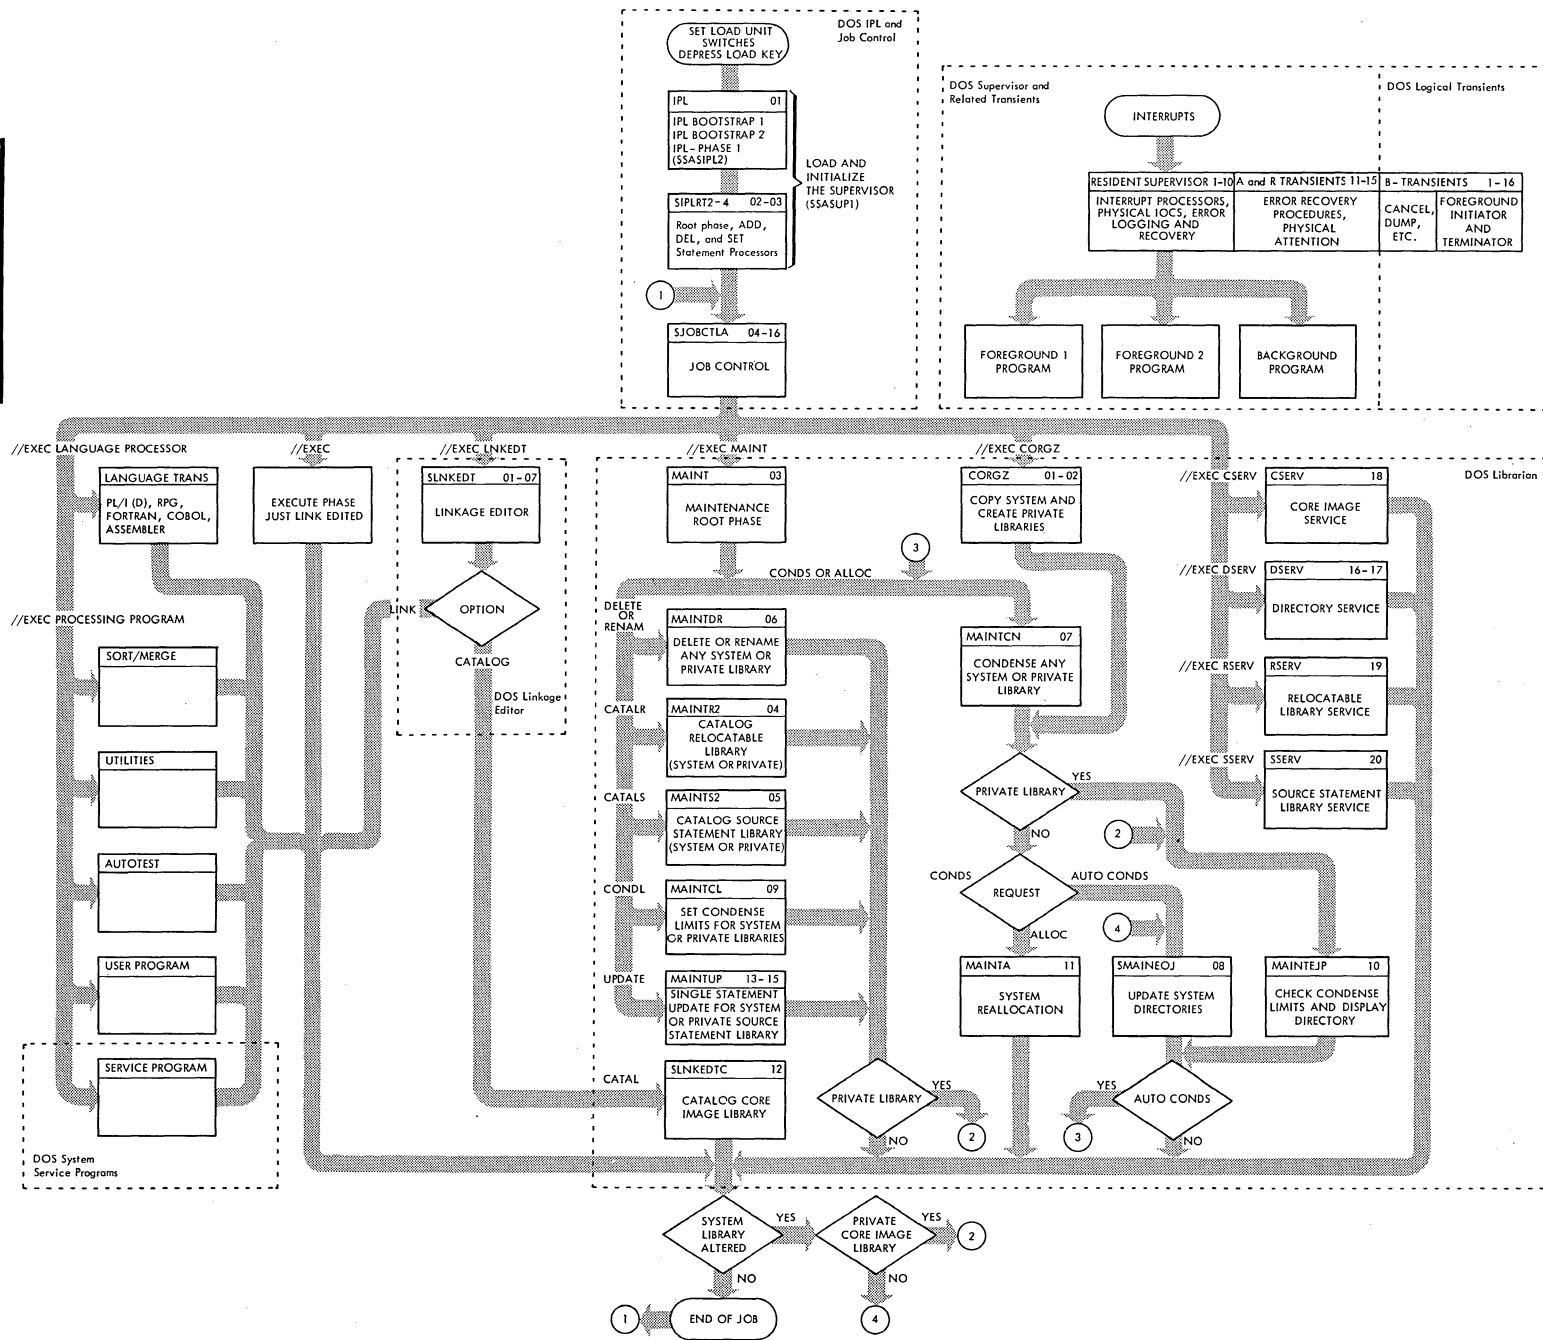 DOS IPL and
Job Control
SET LOAD UNIT
SWITCHES
DEPRESS LOAD KEY
IPL 01
IPL BOOTSTRAP 1
IPL BOOTSTRAP 2
IPL- PHASE 1
(SSASIPL2)
LOAD AND
INITIALIZE
THE SUPERVISOR
(SSASUP1)
SIPLRT2-4 02-03
Root phase, ADD,
DEL, and SET
Statement Processors
1
SJOBCTLA 04-16
JOB CONTROL
DOS Supervisor and
Related Transients
DOS Logical Transients
INTERRUPTS
RESIDENT SUPERVISOR 1-10
INTERRUPT PROCESSORS,
PHYSICAL IOCS, ERROR
LOGGING AND
RECOVERY
A and R TRANSIENTS 11-15
ERROR RECOVERY
PROCEDURES,
PHYSICAL
ATTENTION
B- TRANSIENTS 1-16
CANCEL,
DUMP,
ETC.
FOREGROUND
INITIATOR
AND
TERMINATOR
FOREGROUND 1
PROGRAM
FOREGROUND 2
PROGRAM
BACKGROUND
PROGRAM
//EXEC LANGUAGE PROCESSOR
//EXEC
//EXEC LNKEDT
//EXEC MAINT
//EXEC CORGZ
//EXEC CSERV
DOS Librarian
LANGUAGE TRANS
PL/I (D), RPG,
FORTRAN, COBOL,
ASSEMBLER
EXECUTE PHASE
JUST LINK EDITED
SLNKEDT 01-07
LINKAGE EDITOR
MAINT 03
MAINTENANCE
ROOT PHASE
CORGZ 01-02
COPY SYSTEM AND
CREATE PRIVATE
LIBRARIES
CSERV 18
CORE IMAGE
SERVICE
3
CONDS OR ALLOC
//EXEC DSERV
DSERV 16-17
DIRECTORY SERVICE
LINK
OPTION
CATALOG
DOS Linkage
Editor
//EXEC PROCESSING PROGRAM
SORT/MERGE
UTILITIES
AUTOTEST
USER PROGRAM
SERVICE PROGRAM
DOS System
Service Programs
DELETE
OR
RENAM
MAINTDR 06
DELETE OR RENAME
ANY SYSTEM OR
PRIVATE LIBRARY
CATALR
MAINTR2 04
CATALOG
RELOCATABLE
LIBRARY
(SYSTEM OR PRIVATE)
CATALS
MAINTS2 05
CATALOG SOURCE
STATEMENT LIBRARY
(SYSTEM OR PRIVATE)
CONDL
MAINTCL 09
SET CONDENSE
LIMITS FOR SYSTEM
OR PRIVATE LIBRARIES
UPDATE
MAINTUP 13-15
SINGLE STATEMENT
UPDATE FOR SYSTEM
OR PRIVATE SOURCE
STATEMENT LIBRARY
CATAL
SLNKEDTC 12
CATALOG CORE
IMAGE LIBRARY
PRIVATE LIBRARY
YES
2
NO
MAINTCN 07
CONDENSE ANY
SYSTEM OR PRIVATE
LIBRARY
PRIVATE LIBRARY
YES
NO
2
CONDS
REQUEST
AUTO CONDS
4
ALLOC
MAINTA 11
SYSTEM
REALLOCATION
SMAINEOJ 08
UPDATE SYSTEM
DIRECTORIES
MAINTEJP 10
CHECK CONDENSE
LIMITS AND DISPLAY
DIRECTORY
YES
AUTO CONDS
3
NO
//EXEC RSERV
RSERV 19
RELOCATABLE
LIBRARY SERVICE
//EXEC SSERV
SSERV 20
SOURCE STATEMENT
LIBRARY SERVICE
SYSTEM
LIBRARY
ALTERED
YES
PRIVATE
CORE IMAGE
LIBRARY
YES
2
NO
NO
1
END OF JOB
4